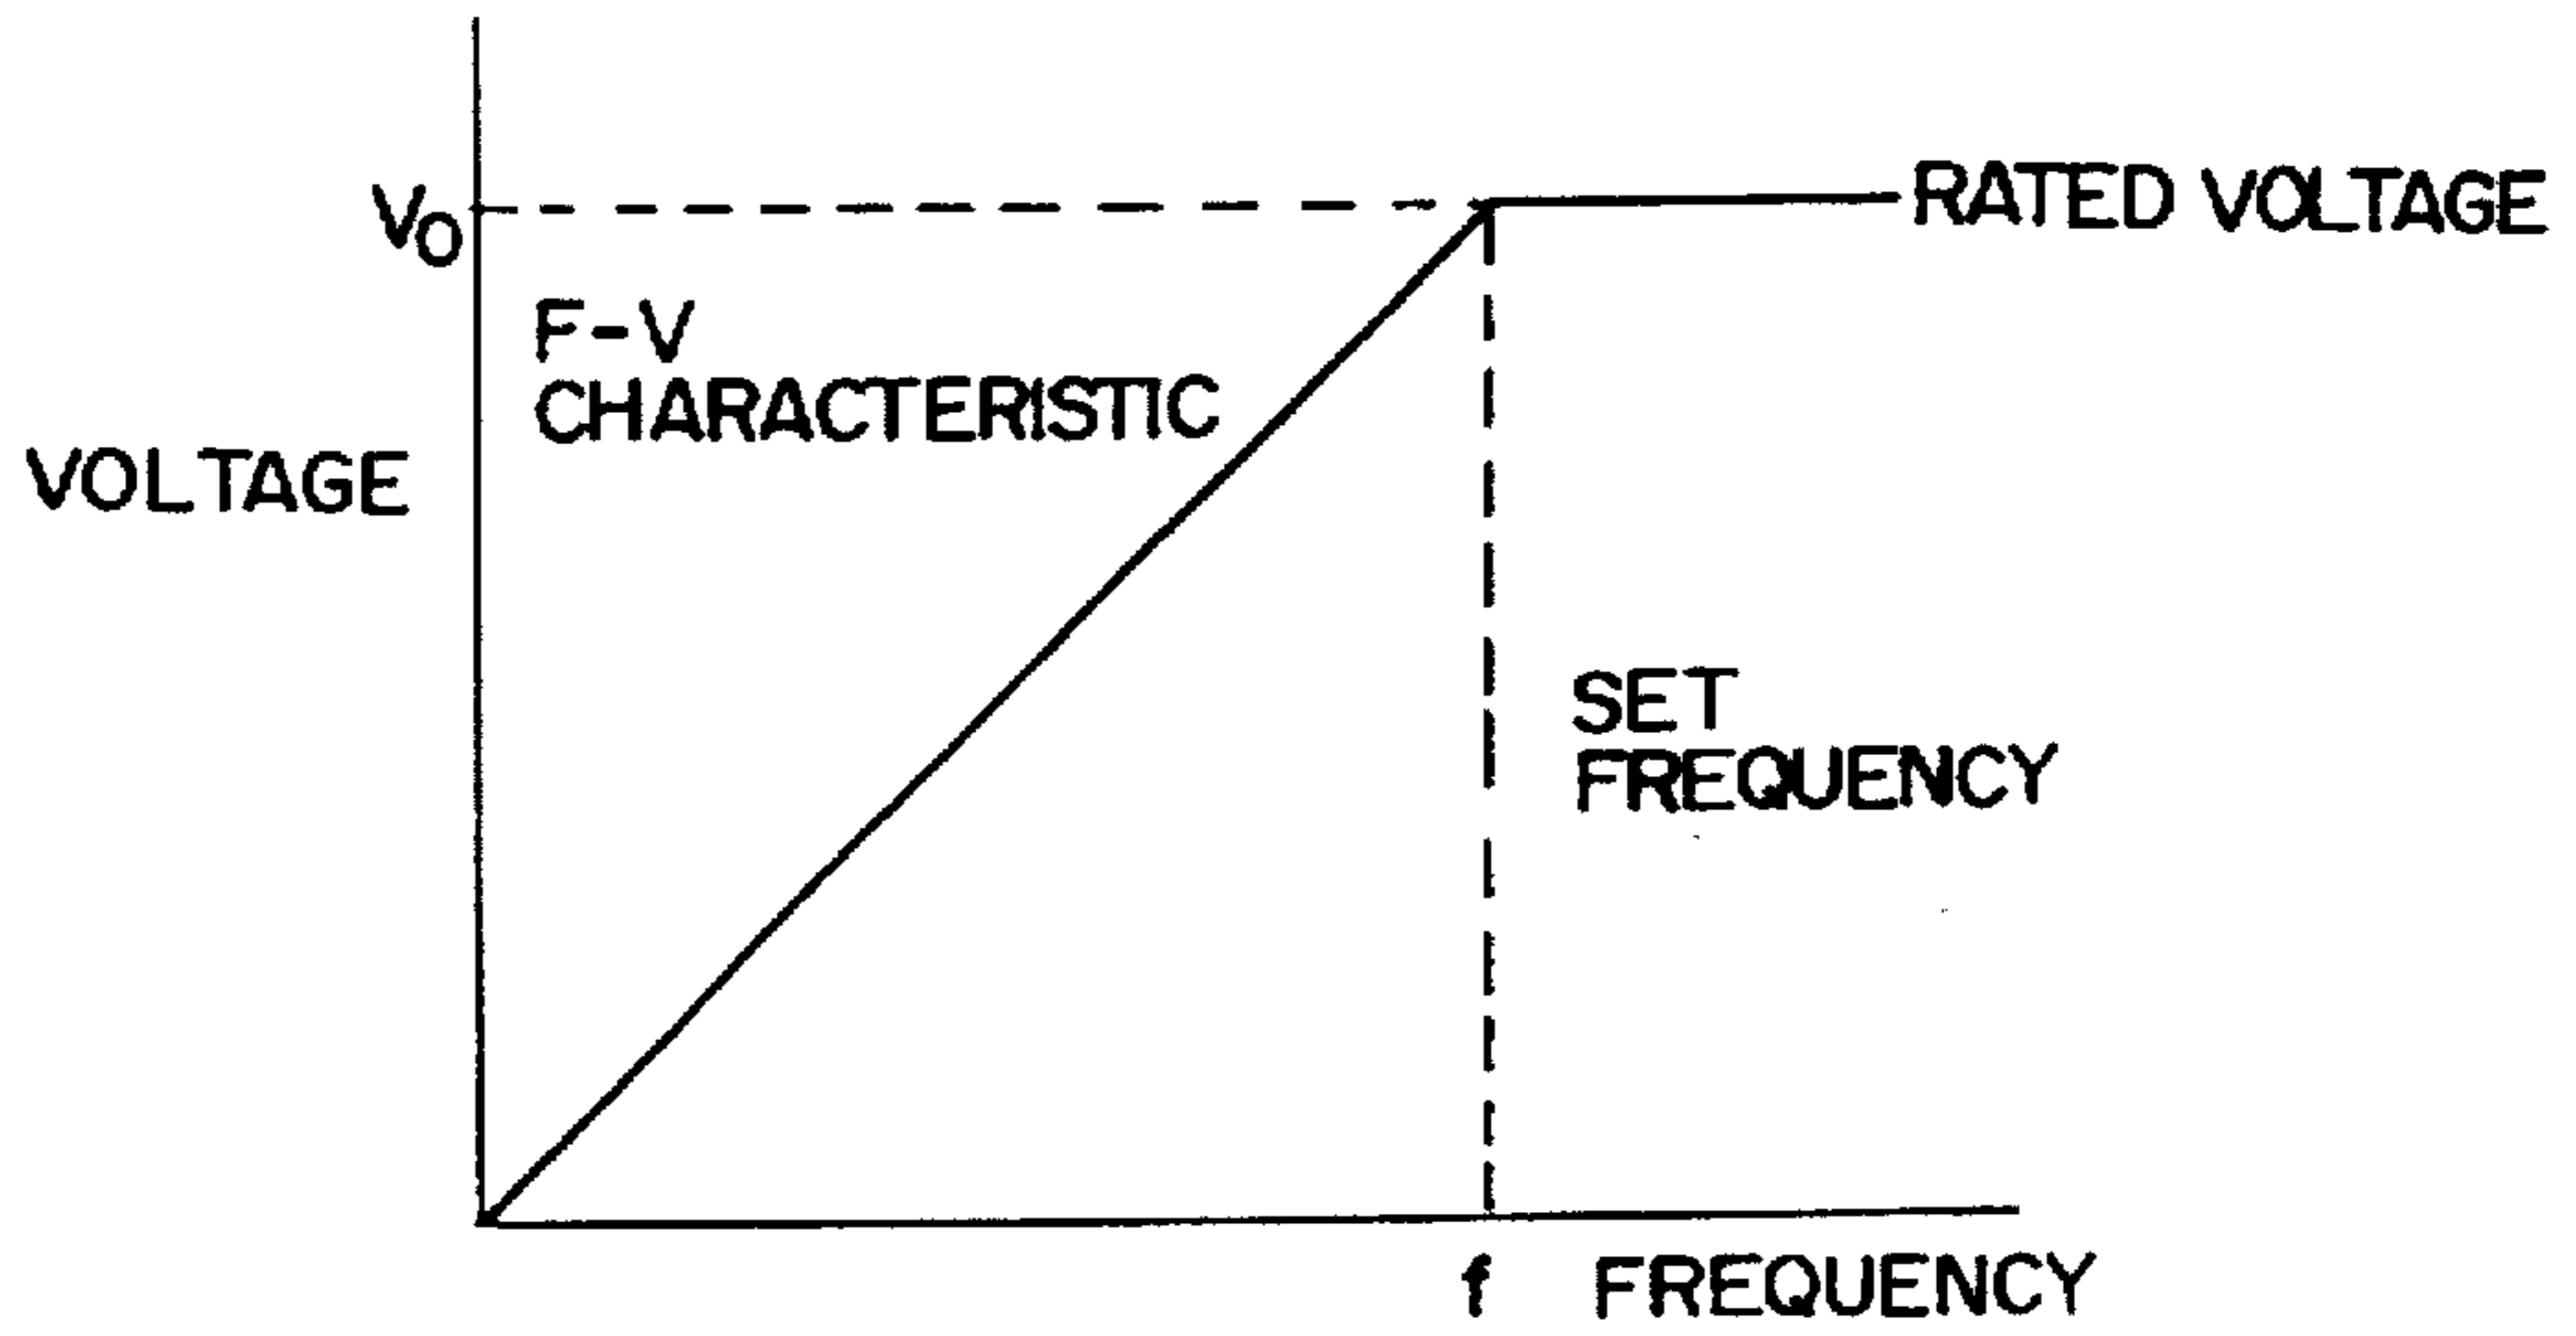 V₀
RATED VOLTAGE
F-V
CHARACTERISTIC
VOLTAGE
SET
FREQUENCY
f
FREQUENCY